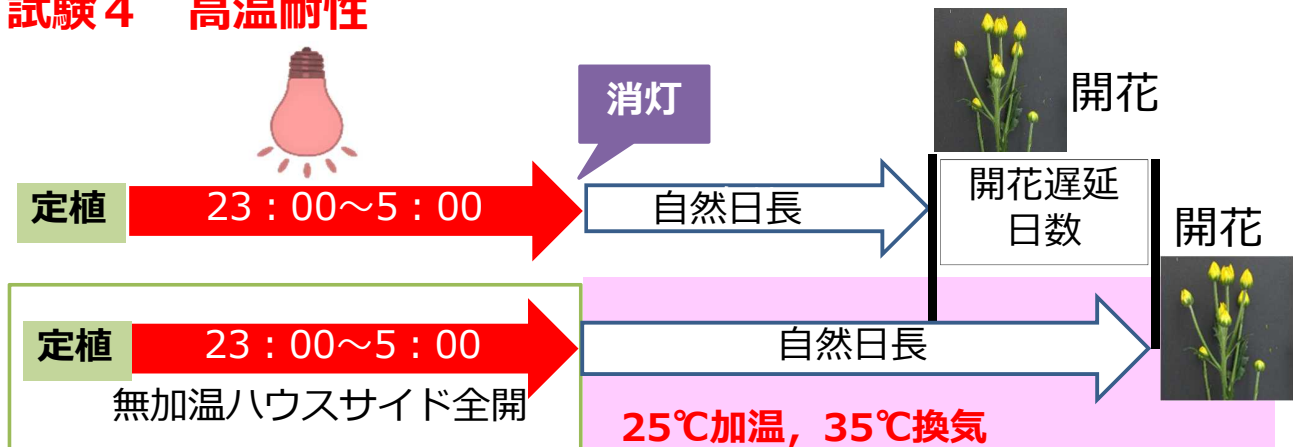 試験４　高温耐性
消灯
開花
定植
23：00～5：00
自然日長
開花遅延
日数
開花
定植
23：00～5：00
自然日長
無加温ハウスサイド全開
25℃加温，35℃換気